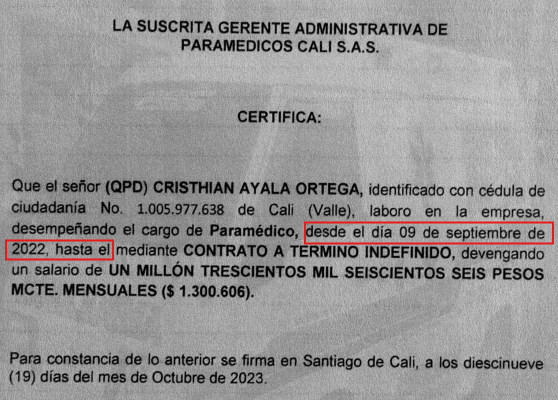 LA SUSCRITA GERENTE ADMINISTRATIVA DE
PARAMEDICOS CALI S.A.S.
CERTIFICA:
Que el señor (QPD) CRISTHIAN AYALA ORTEGA, identificado con cédula de
ciudadanía No. 1.005.977.638 de Cali (Valle), laboro en la empresa,
desempeñando el cargo de Paramédico, desde el día 09 de septiembre de
2022, hasta el mediante CONTRATO A TERMINO INDEFINIDO, devengando
un salario de UN MILLÓN TRESCIENTOS MIL SEISCIENTOS SEIS PESOS
MCTE. MENSUALES ($ 1.300.606).
Para constancia de lo anterior se firma en Santiago de Cali, a los diescinueve
(19) días del mes de Octubre de 2023.